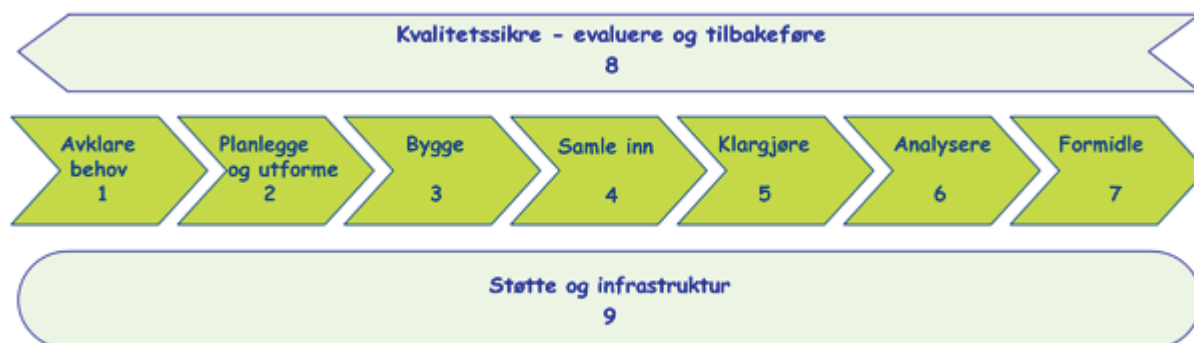 Kvalitetssikre - evaluere og tilbakeføre
8
Avklare
behov
1
Planlegge
og utforme
2
Bygge
3
Samle inn
4
Klargjøre
5
Analysere
6
Formidle
7
Støtte og infrastruktur
9